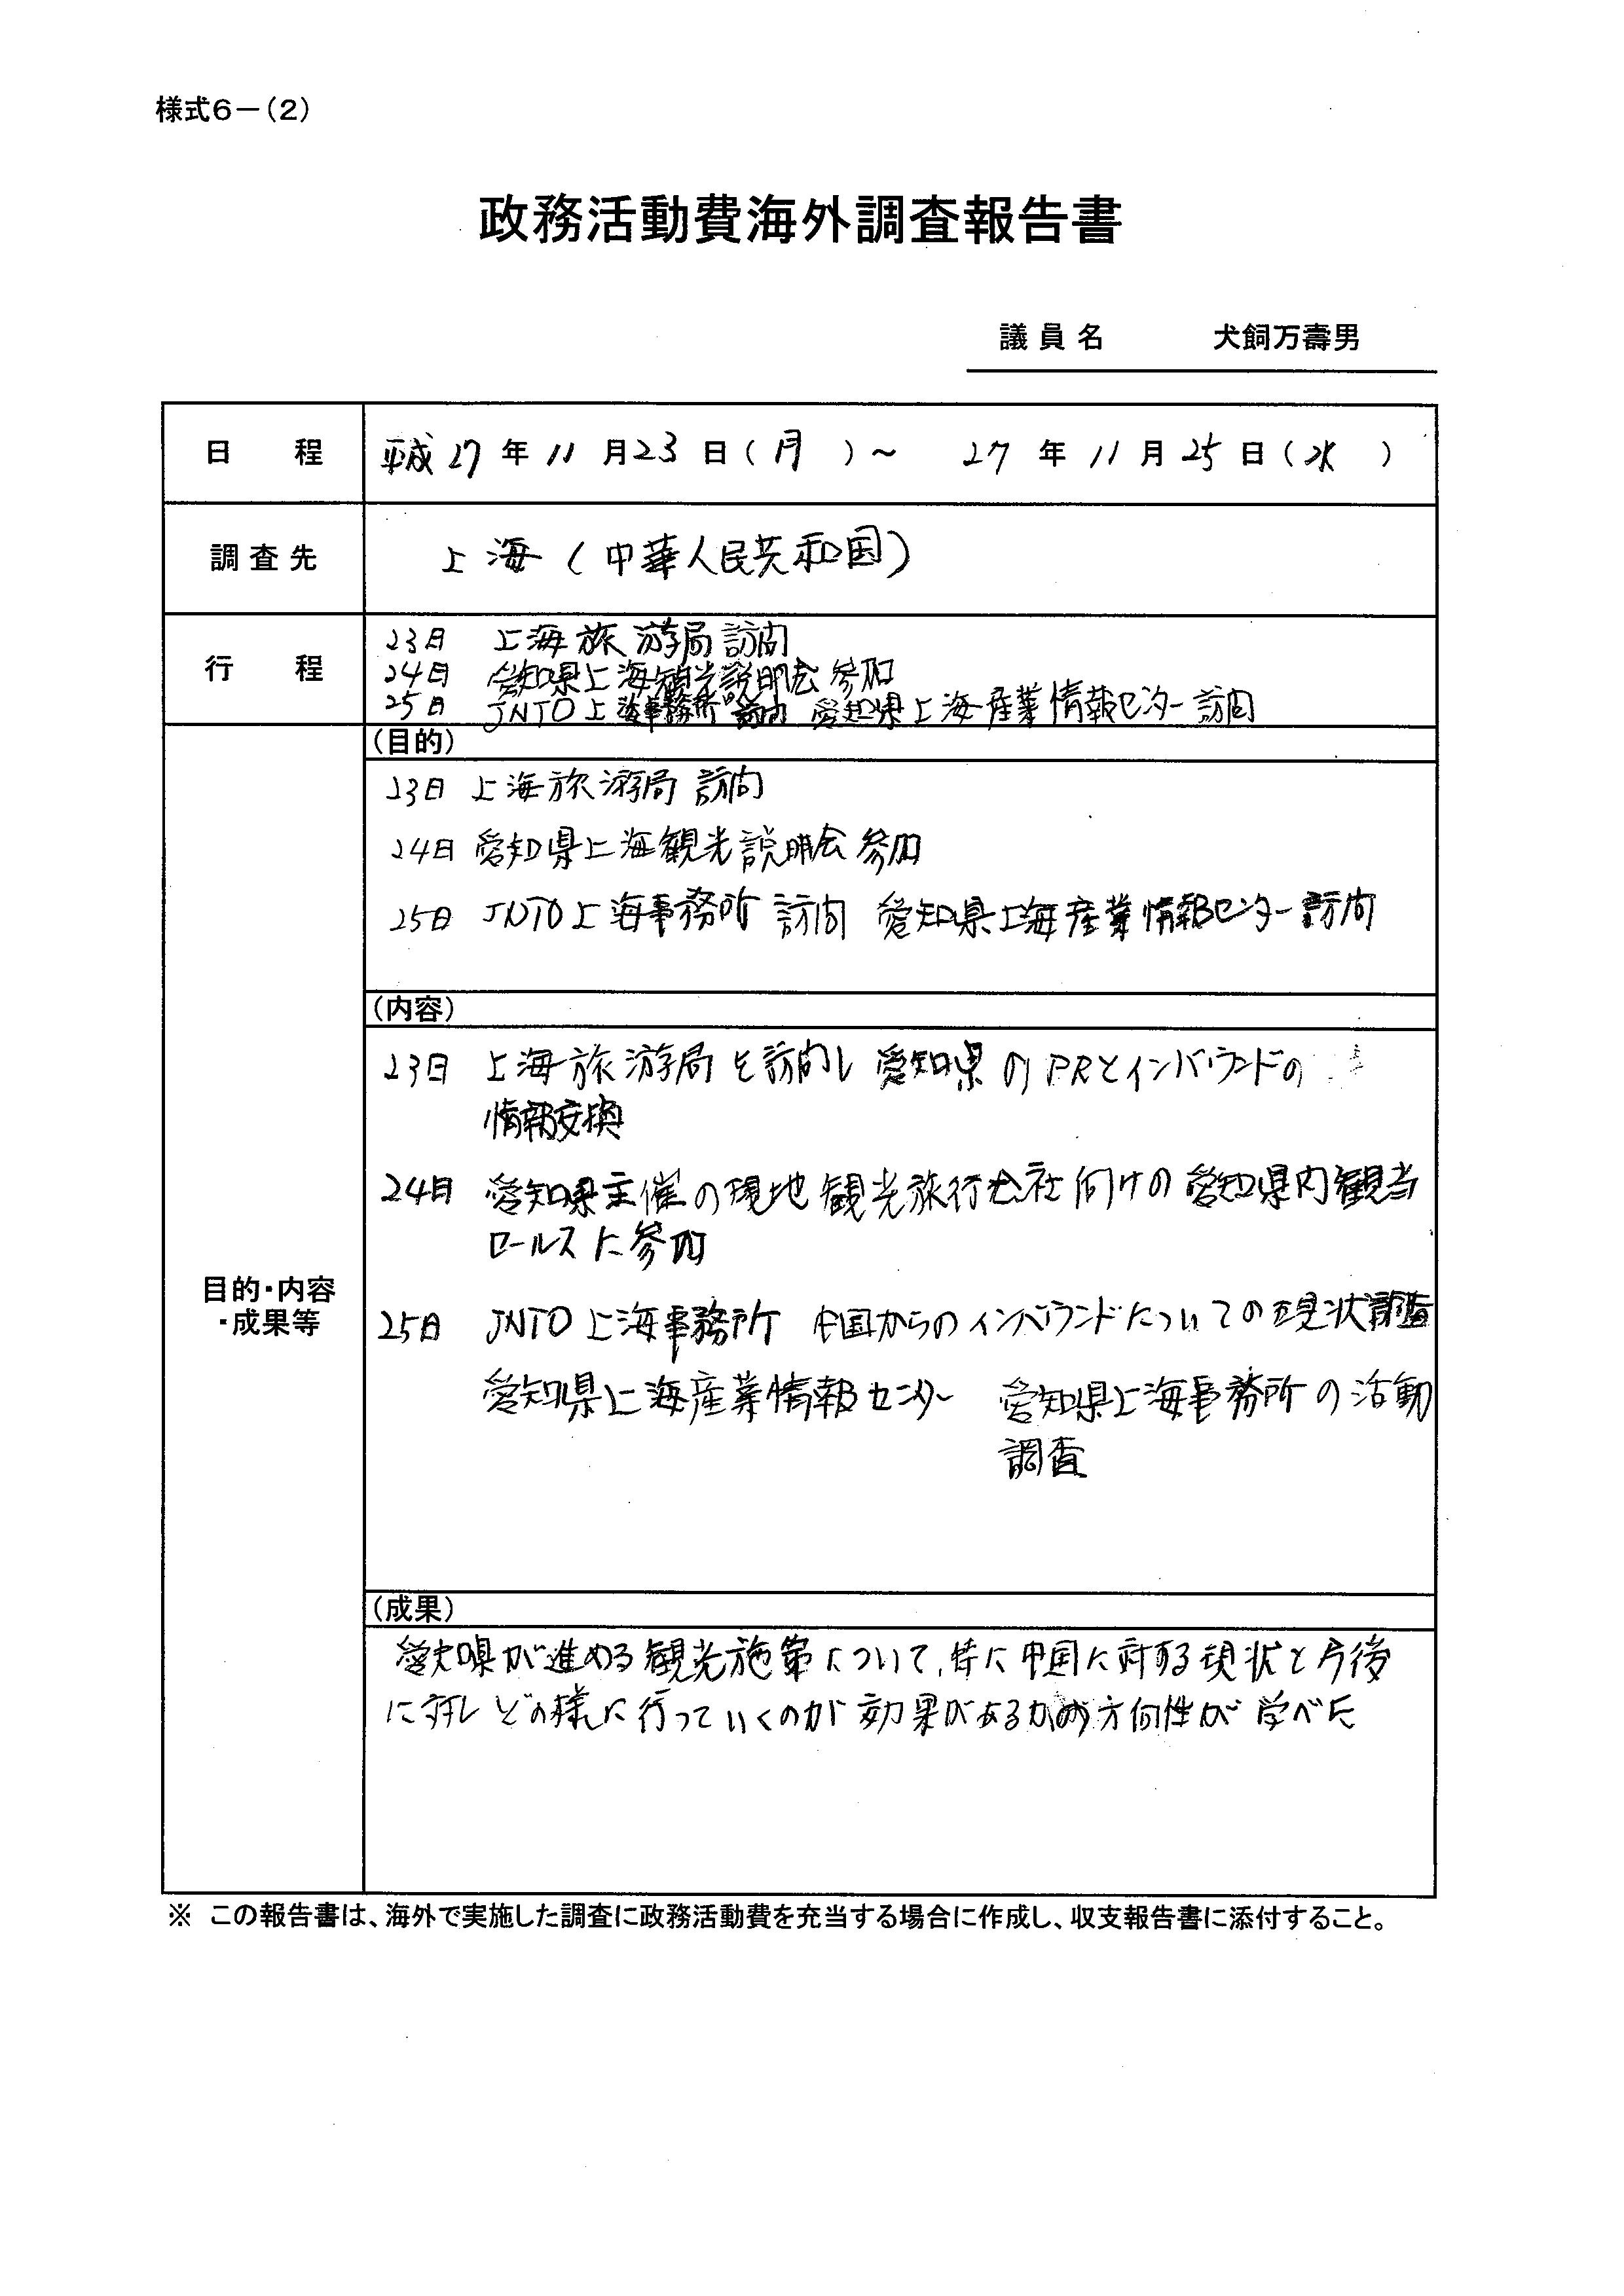 様式6－(2)
政務活動費海外調査報告書
議員名 犬飼万壽男
日程 平成27年11月23日(月)～ 27年11月25日(水)
調査先 上海(中華人民共和国)
行程
23日 上海旅游局訪問
24日 愛知県上海観光説明会参加
25日 JNTO上海事務所訪問 愛知県上海産業情報センター訪問
目的・内容
・成果等
(目的)
23日 上海旅游局訪問
24日 愛知県上海観光説明会参加
25日 JNTO上海事務所訪問 愛知県上海産業情報センター訪問
(内容)
23日 上海旅游局を訪問し愛知県のPRとインバウンドの
情報交換
24日 愛知県主催の現地観光旅行会社向けの愛知県内観光
セールスに参加
25日 JNTO上海事務所 中国からのインバウンドについての現状調査
愛知県上海産業情報センター 愛知県上海事務所の活動
調査
(成果)
愛知県が進める観光施策について、特に中国に対する現状と今後
に対しどの様に行っていくのが効果があるかの方向性が学べた
※ この報告書は、海外で実施した調査に政務活動費を充当する場合に作成し、収支報告書に添付すること。